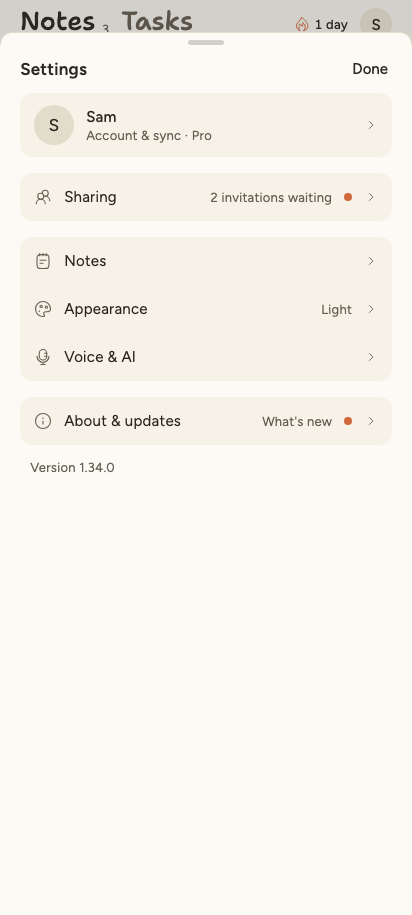 Notes 3 Tasks
1 day
S
Settings
Done
S
Sam
Account & sync · Pro
Sharing
2 invitations waiting
Notes
Appearance
Light
Voice & AI
About & updates
What's new
Version 1.34.0